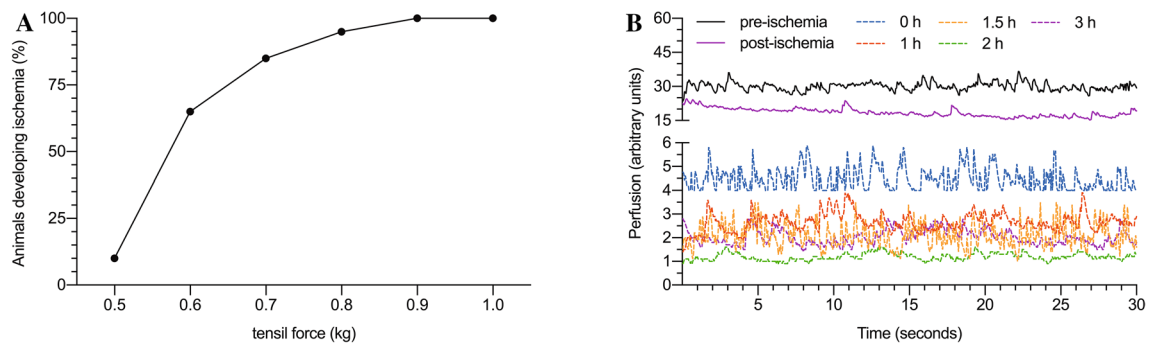 A
Animals developing ischemia (%)
100
75
50
25
0
0.5 0.6 0.7 0.8 0.9 1.0
tensil force (kg)
B
Perfusion (arbitrary units)
60
45
30
15
6
5
4
3
2
1
0
pre-ischemia 0 h 1.5 h 3 h
post-ischemia 1 h 2 h
5 10 15 20 25 30
Time (seconds)